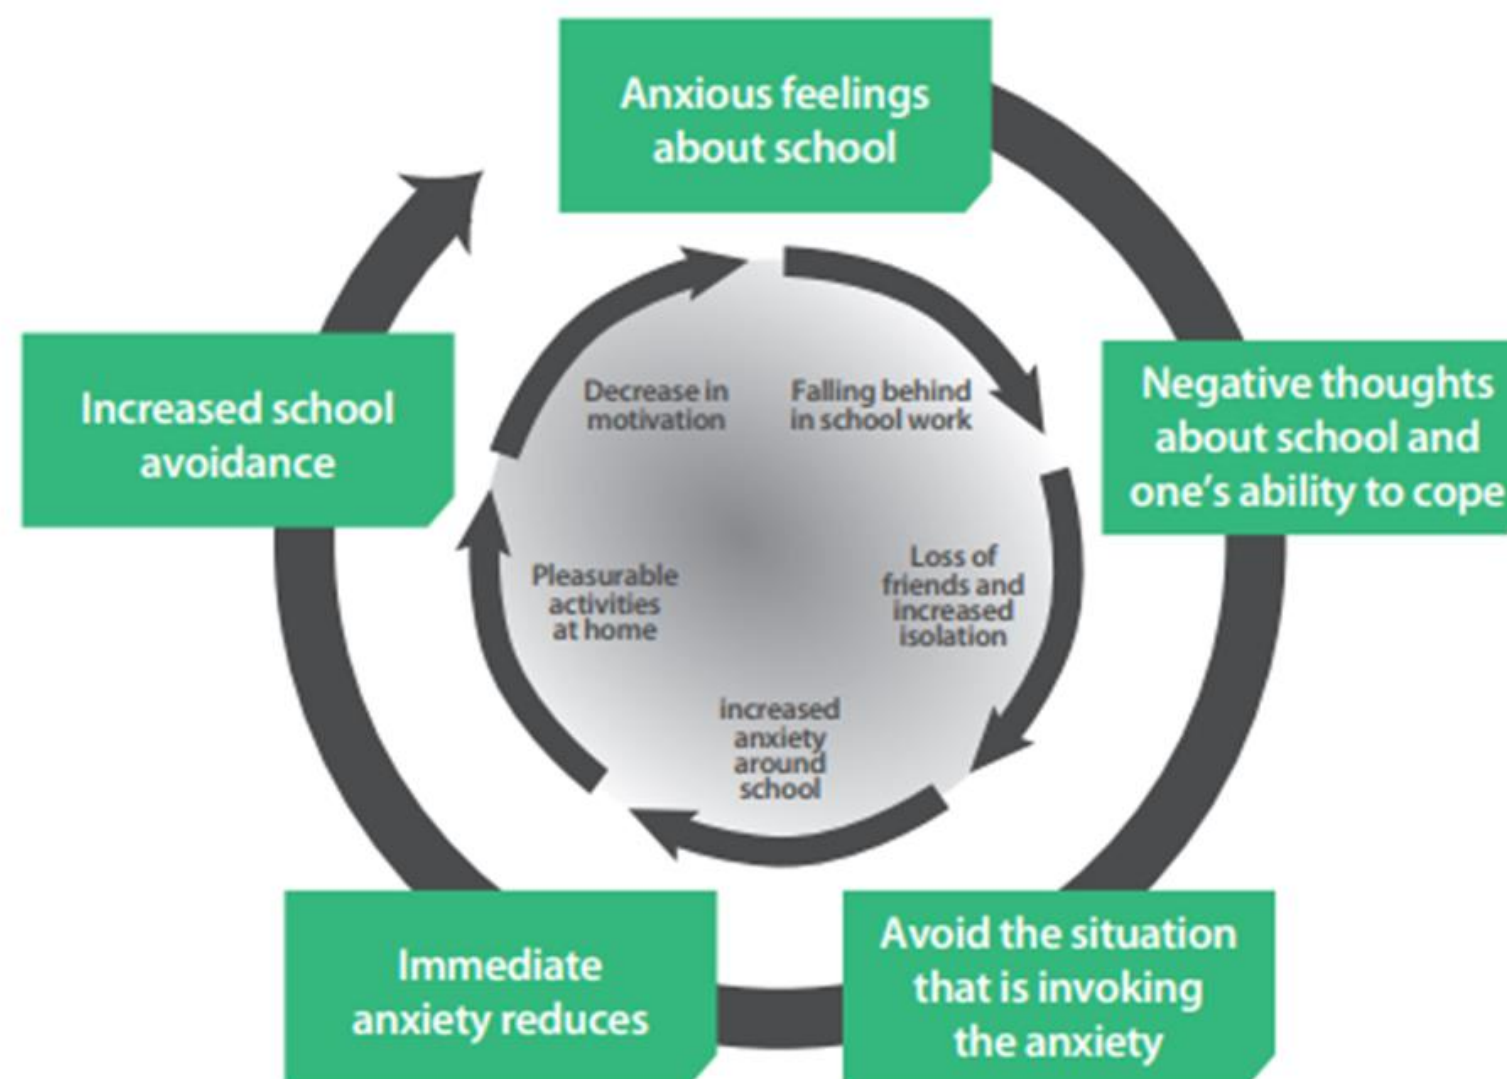 Anxious feelings
about school
Negative thoughts
about school and
one's ability to cope
Avoid the situation
that is invoking
the anxiety
Immediate
anxiety reduces
Increased school
avoidance
Falling behind
in school work
Loss of
friends and
increased
isolation
increased
anxiety
around
school
Pleasurable
activities
at home
Decrease in
motivation